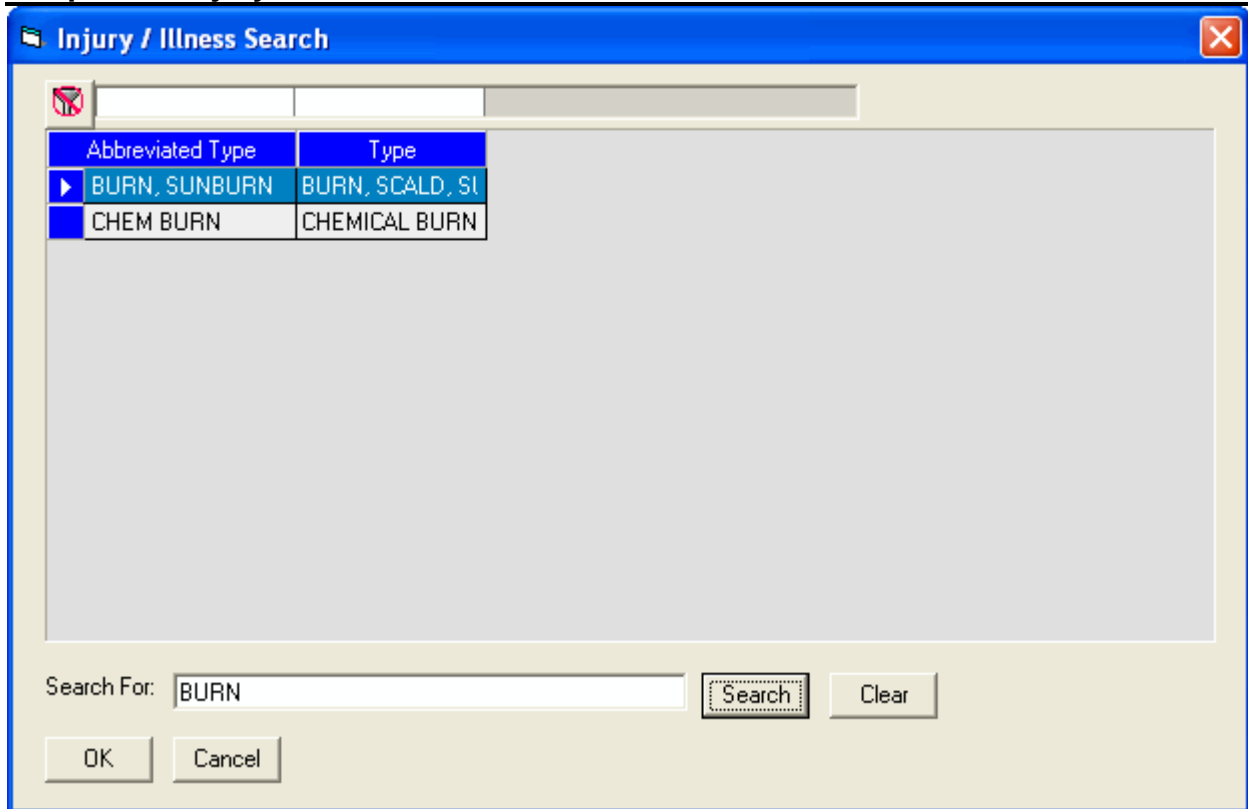 Injury / Illness Search
Abbreviated Type Type
BURN, SUNBURN BURN, SCALD, SU
CHEM BURN CHEMICAL BURN
Search For: BURN Search Clear
OK Cancel